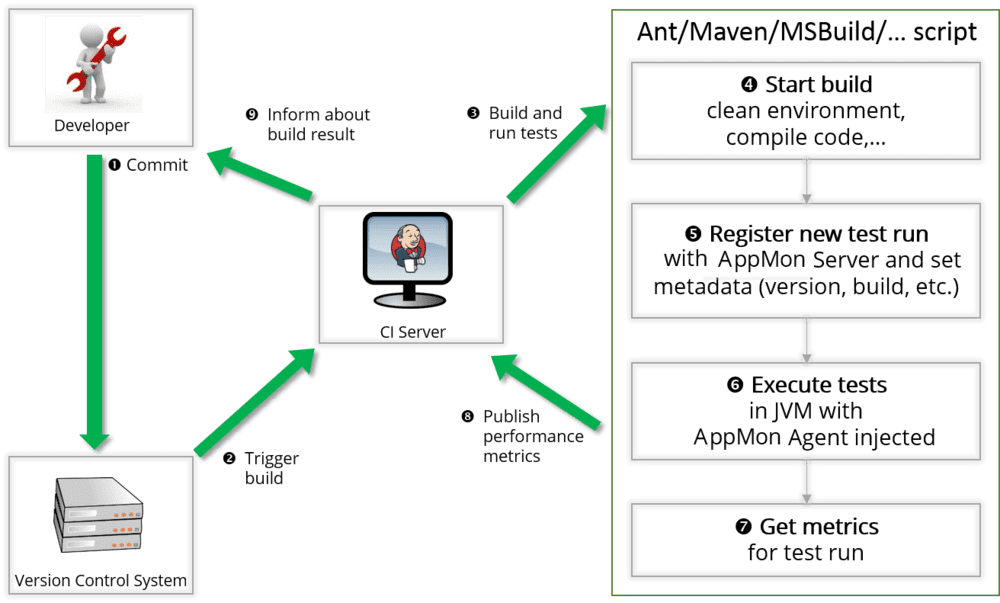 Developer
❶ Commit
Version Control System
❷ Trigger
build
CI Server
❸ Build and
run tests
Ant/Maven/MSBuild/... script
❹ Start build
clean environment,
compile code,...
❺ Register new test run
with AppMon Server and set
metadata (version, build, etc.)
❻ Execute tests
in JVM with
AppMon Agent injected
❼ Get metrics
for test run
❽ Publish
performance
metrics
❾ Inform about
build result